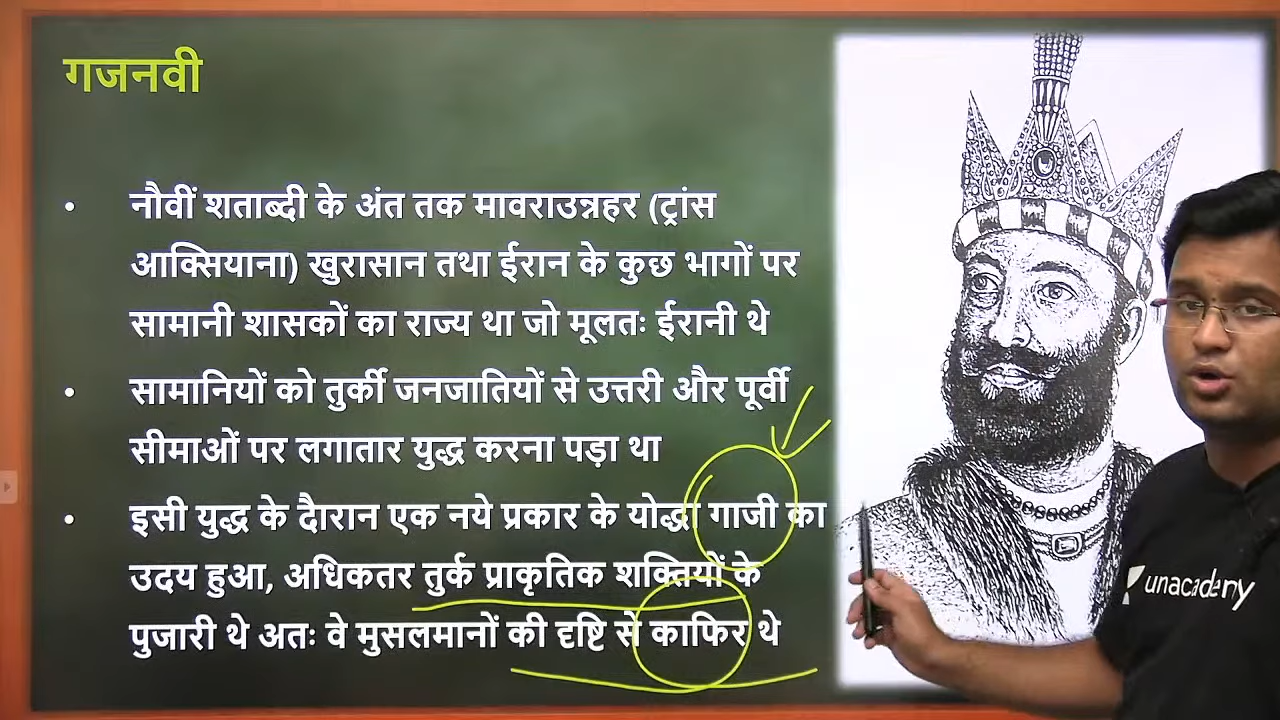 गजनवी
• नौवीं शताब्दी के अंत तक मावराउन्नहर (ट्रांस
आक्सियाना) खुरासान तथा ईरान के कुछ भागों पर
सामानी शासकों का राज्य था जो मूलतः ईरानी थे
• सामानियों को तुर्की जनजातियों से उत्तरी और पूर्वी
सीमाओं पर लगातार युद्ध करना पड़ा था
• इसी युद्ध के दौरान एक नये प्रकार के योद्धा गाजी का
उदय हुआ, अधिकतर तुर्क प्राकृतिक शक्तियों के
पुजारी थे अतः वे मुसलमानों की दृष्टि से काफिर थे
unacademy